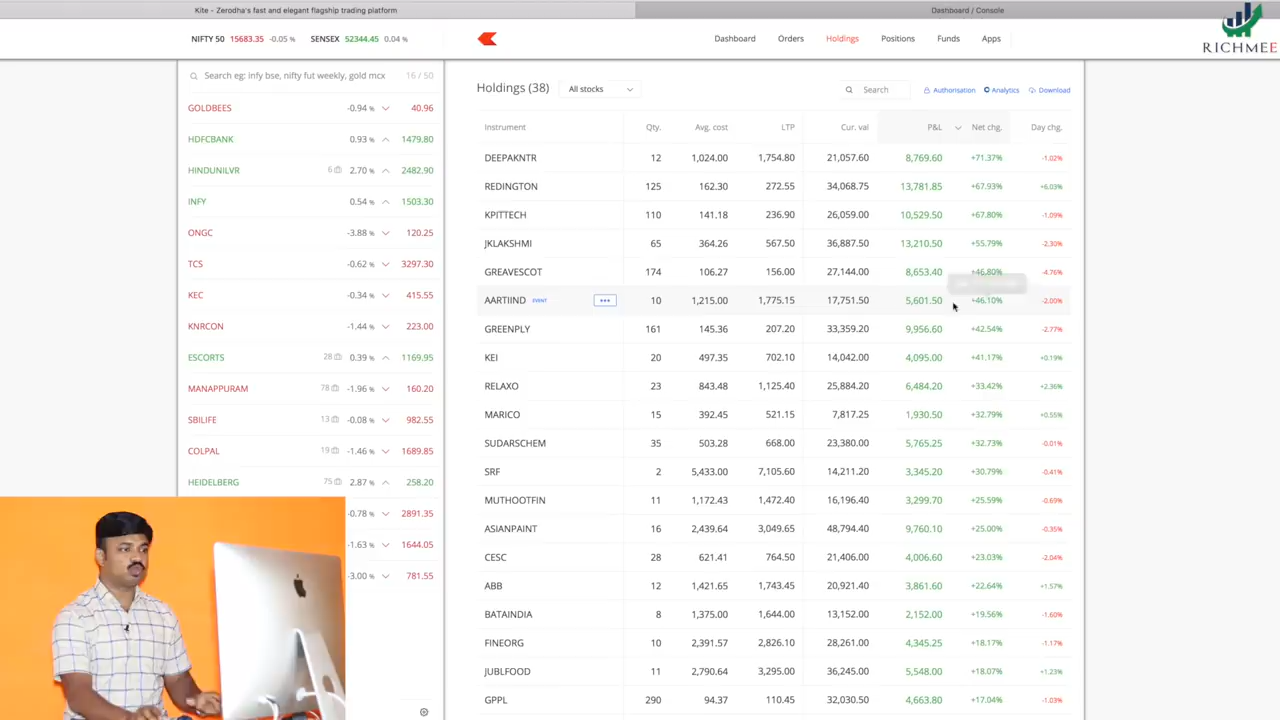 Kite - Zerodha's fast and elegant flagship trading platform
Dashboard / Console
RICHMEE
NIFTY 50 15683.35 -0.05 % SENSEX 52344.45 0.04 %
Dashboard Orders Holdings Positions Funds Apps
Search eg: infy bse, nifty fut weekly, gold mcx 16 / 50
GOLDBEES -0.94 % 40.96
HDFCBANK 0.93 % 1479.80
HINDUNILVR 6 2.70 % 2482.90
INFY 0.54 % 1503.30
ONGC -3.88 % 120.25
TCS -0.62 % 3297.30
KEC -0.34 % 415.55
KNRCON -1.44 % 223.00
ESCORTS 28 0.39 % 1169.95
MANAPPURAM 78 -1.96 % 160.20
SBILIFE 13 -0.08 % 982.55
COLPAL 19 -1.46 % 1689.85
HEIDELBERG 75 2.87 % 258.20
-0.78 % 2891.35
-1.63 % 1644.05
-3.00 % 781.55
Holdings (38) All stocks Search Authorisation Analytics Download
Instrument Qty. Avg. cost LTP Cur. val P&L Net chg. Day chg.
DEEPAKNTR 12 1,024.00 1,754.80 21,057.60 8,769.60 +71.37% -1.02%
REDINGTON 125 162.30 272.55 34,068.75 13,781.85 +67.93% +6.03%
KPITTECH 110 141.18 236.90 26,059.00 10,529.50 +67.80% -1.09%
JKLAKSHMI 65 364.26 567.50 36,887.50 13,210.50 +55.79% -2.30%
GREAVESCOT 174 106.27 156.00 27,144.00 8,653.40 +46.80% -4.76%
AARTIIND EVENT 10 1,215.00 1,775.15 17,751.50 5,601.50 +46.10% -2.00%
GREENPLY 161 145.36 207.20 33,359.20 9,956.60 +42.54% -2.77%
KEI 20 497.35 702.10 14,042.00 4,095.00 +41.17% +0.19%
RELAXO 23 843.48 1,125.40 25,884.20 6,484.20 +33.42% +2.36%
MARICO 15 392.45 521.15 7,817.25 1,930.50 +32.79% +0.55%
SUDARSCHEM 35 503.28 668.00 23,380.00 5,765.25 +32.73% -0.01%
SRF 2 5,433.00 7,105.60 14,211.20 3,345.20 +30.79% -0.41%
MUTHOOTFIN 11 1,172.43 1,472.40 16,196.40 3,299.70 +25.59% -0.69%
ASIANPAINT 16 2,439.64 3,049.65 48,794.40 9,760.10 +25.00% -0.35%
CESC 28 621.41 764.50 21,406.00 4,006.60 +23.03% -2.04%
ABB 12 1,421.65 1,743.45 20,921.40 3,861.60 +22.64% +1.57%
BATAINDIA 8 1,375.00 1,644.00 13,152.00 2,152.00 +19.56% -1.60%
FINEORG 10 2,391.57 2,826.10 28,261.00 4,345.25 +18.17% -1.17%
JUBLFOOD 11 2,790.64 3,295.00 36,245.00 5,548.00 +18.07% +1.23%
GPPL 290 94.37 110.45 32,030.50 4,663.80 +17.04% -1.03%